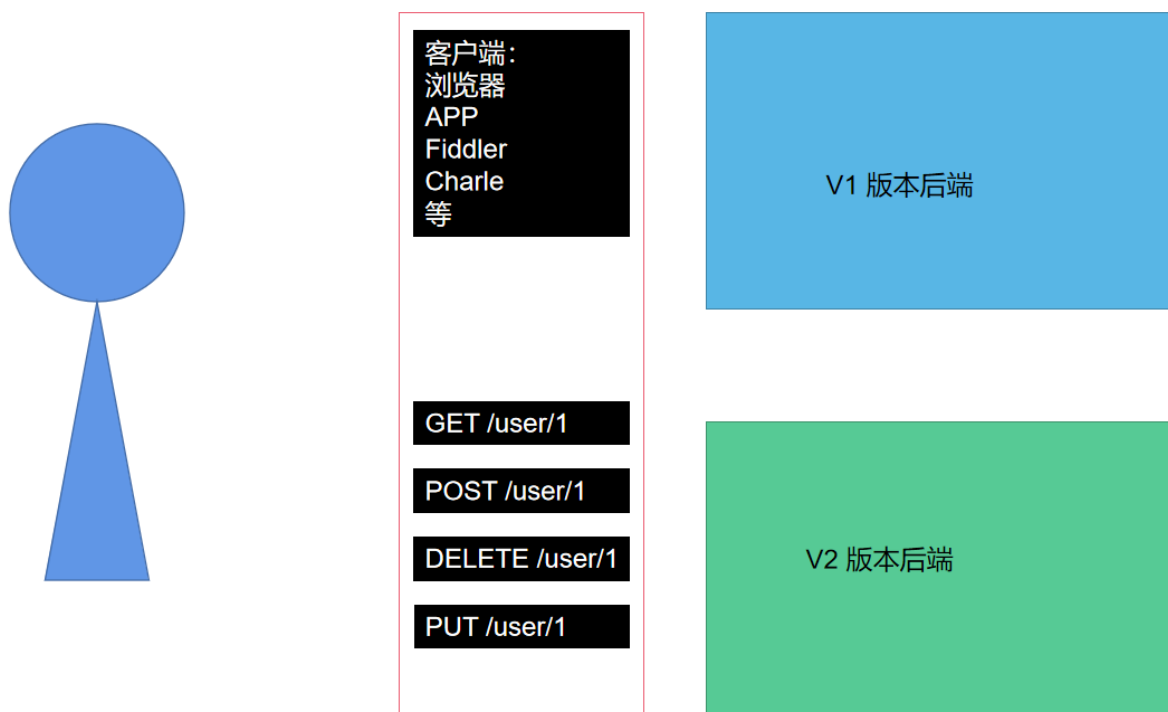 客户端：
浏览器
APP
Fiddler
Charle
等
GET /user/1
POST /user/1
DELETE /user/1
PUT /user/1
V1 版本后端
V2 版本后端